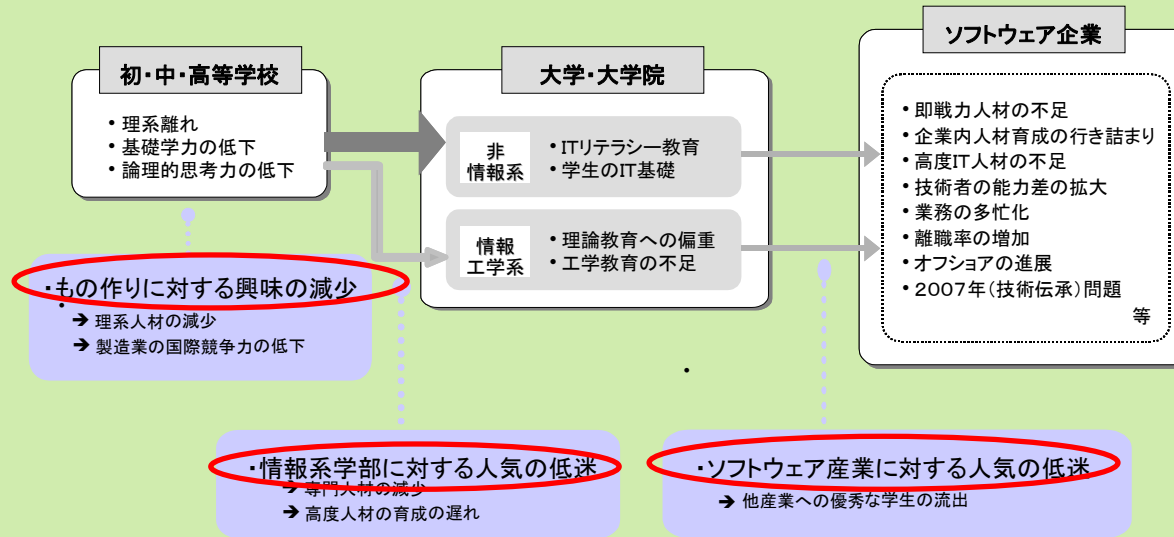 初・中・高等学校
・理系離れ
・基礎学力の低下
・論理的思考力の低下
大学・大学院
非
情報系
・ITリテラシー教育
・学生のIT基礎
情報
工学系
・理論教育への偏重
・工学教育の不足
ソフトウェア企業
・即戦力人材の不足
・企業内人材育成の行き詰まり
・高度IT人材の不足
・技術者の能力差の拡大
・業務の多忙化
・離職率の増加
・オフショアの進展
・2007年(技術伝承)問題
等
・もの作りに対する興味の減少
➔ 理系人材の減少
➔ 製造業の国際競争力の低下
・情報系学部に対する人気の低迷
➔ 専門人材の減少
➔ 高度人材の育成の遅れ
・ソフトウェア産業に対する人気の低迷
➔ 他産業への優秀な学生の流出